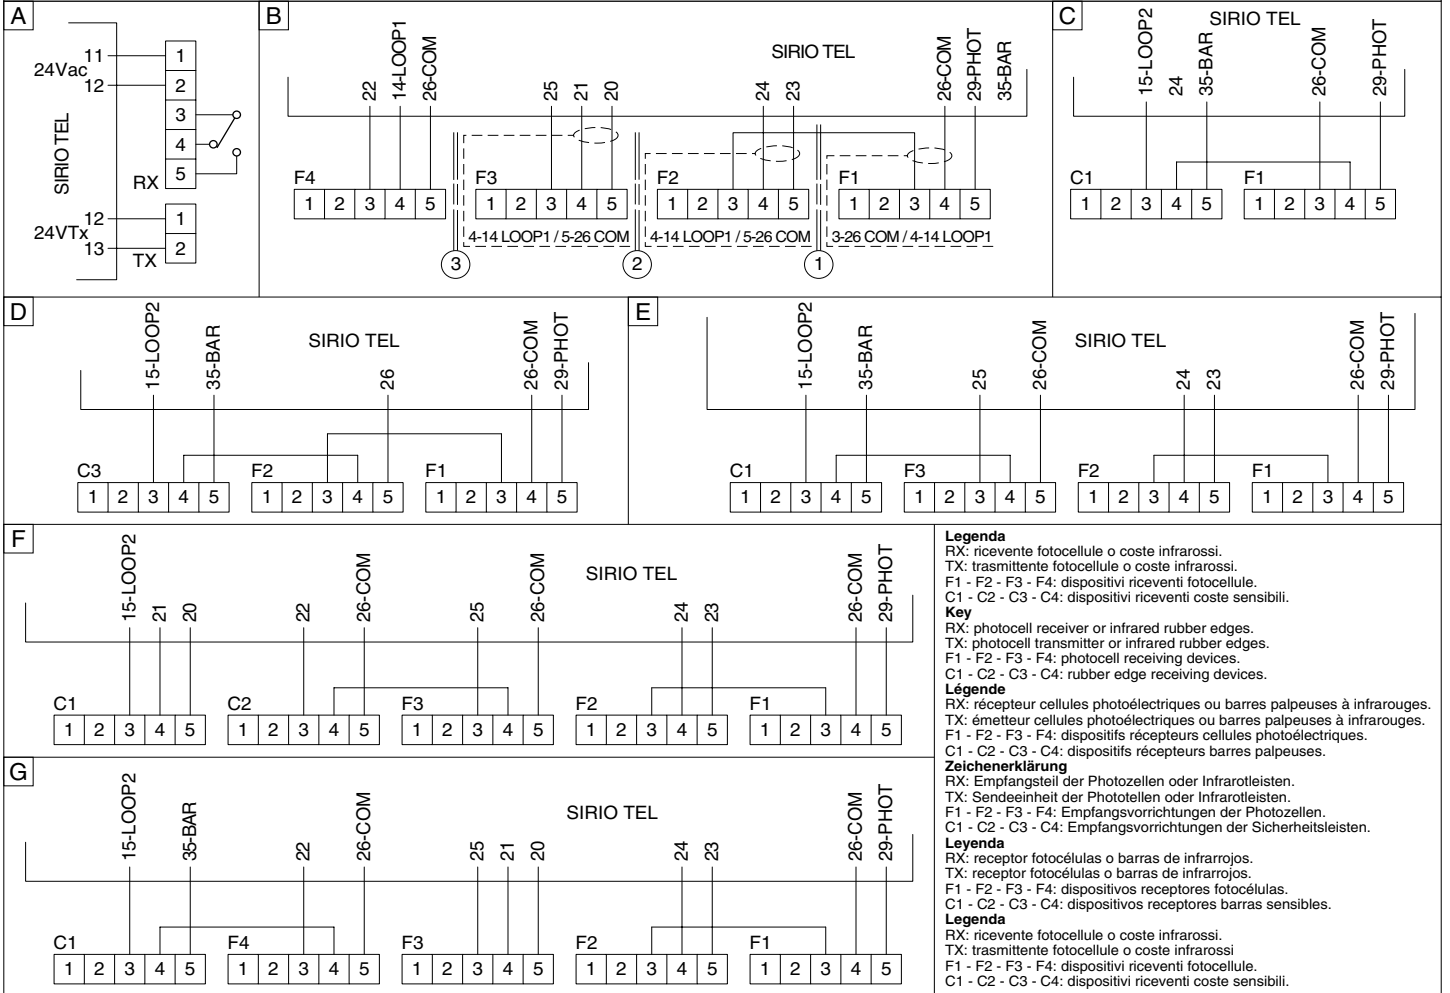 A
11
24Vac
12
SIRIO TEL
1
2
3
4
5
RX
12
24VTx
13
1
2
TX
B
SIRIO TEL
22
14-LOOP1
26-COM
25
21
20
24
23
26-COM
29-PHOT
35-BAR
F4
1 2 3 4 5
F3
1 2 3 4 5
F2
1 2 3 4 5
F1
1 2 3 4 5
4-14 LOOP1 / 5-26 COM
4-14 LOOP1 / 5-26 COM
3-26 COM / 4-14 LOOP1
3
2
1
C
SIRIO TEL
15-LOOP2
24
35-BAR
26-COM
29-PHOT
C1
1 2 3 4 5
F1
1 2 3 4 5
D
SIRIO TEL
15-LOOP2
35-BAR
26
26-COM
29-PHOT
C3
1 2 3 4 5
F2
1 2 3 4 5
F1
1 2 3 4 5
E
SIRIO TEL
15-LOOP2
35-BAR
25
26-COM
24
23
26-COM
29-PHOT
C1
1 2 3 4 5
F3
1 2 3 4 5
F2
1 2 3 4 5
F1
1 2 3 4 5
F
SIRIO TEL
15-LOOP2
21
20
22
26-COM
25
26-COM
24
23
26-COM
29-PHOT
C1
1 2 3 4 5
C2
1 2 3 4 5
F3
1 2 3 4 5
F2
1 2 3 4 5
F1
1 2 3 4 5
G
SIRIO TEL
15-LOOP2
35-BAR
22
26-COM
25
21
20
24
23
26-COM
29-PHOT
C1
1 2 3 4 5
F4
1 2 3 4 5
F3
1 2 3 4 5
F2
1 2 3 4 5
F1
1 2 3 4 5
Legenda
RX: ricevente fotocellule o coste infrarossi.
TX: trasmittente fotocellule o coste infrarossi.
F1 - F2 - F3 - F4: dispositivi riceventi fotocellule.
C1 - C2 - C3 - C4: dispositivi riceventi coste sensibili.
Key
RX: photocell receiver or infrared rubber edges.
TX: photocell transmitter or infrared rubber edges.
F1 - F2 - F3 - F4: photocell receiving devices.
C1 - C2 - C3 - C4: rubber edge receiving devices.
Légende
RX: récepteur cellules photoélectriques ou barres palpeuses à infrarouges.
TX: émetteur cellules photoélectriques ou barres palpeuses à infrarouges.
F1 - F2 - F3 - F4: dispositifs récepteurs cellules photoélectriques.
C1 - C2 - C3 - C4: dispositifs récepteurs barres palpeuses.
Zeichenerklärung
RX: Empfangsteil der Photozellen oder Infrarotleisten.
TX: Sendeeinheit der Phototellen oder Infrarotleisten.
F1 - F2 - F3 - F4: Empfangsvorrichtungen der Photozellen.
C1 - C2 - C3 - C4: Empfangsvorrichtungen der Sicherheitsleisten.
Leyenda
RX: receptor fotocélulas o barras de infrarrojos.
TX: receptor fotocélulas o barras de infrarrojos.
F1 - F2 - F3 - F4: dispositivos receptores fotocélulas.
C1 - C2 - C3 - C4: dispositivos receptores barras sensibles.
Legenda
RX: ricevente fotocellule o coste infrarossi.
TX: trasmittente fotocellule o coste infrarossi
F1 - F2 - F3 - F4: dispositivi riceventi fotocellule.
C1 - C2 - C3 - C4: dispositivi riceventi coste sensibili.